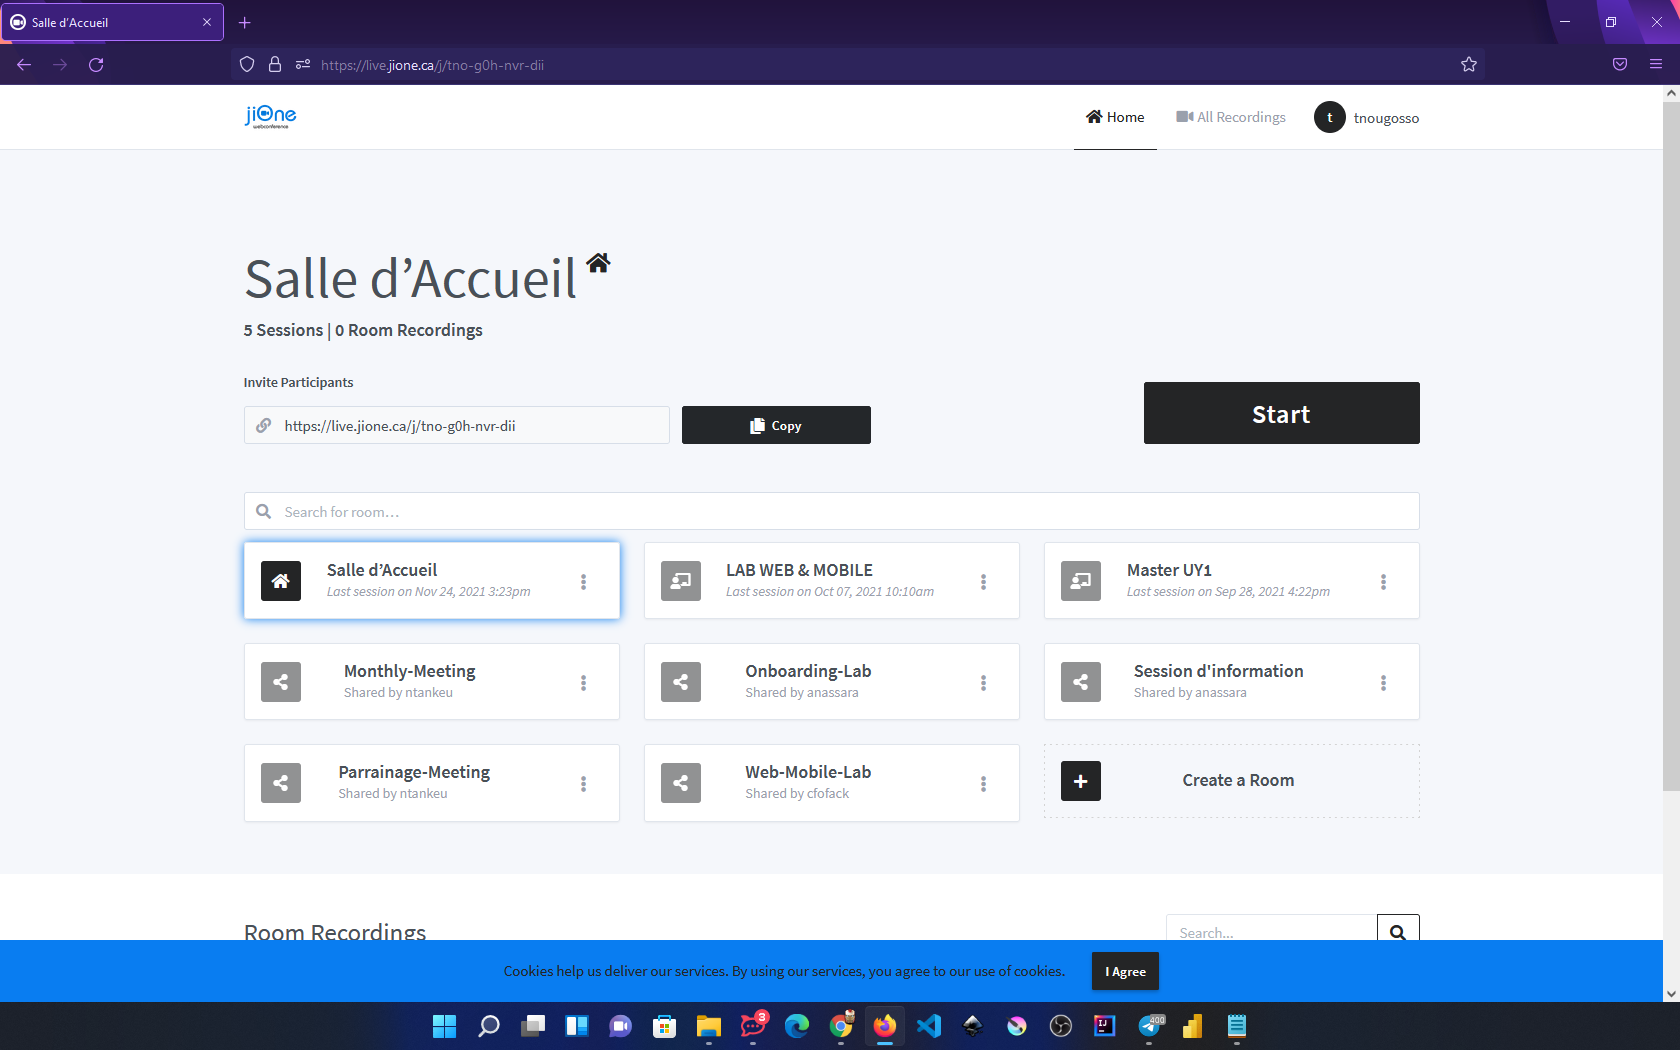 Salle d’Accueil
https://live.jione.ca/j/tno-g0h-nvr-dii
jiOne
webconference
Home
All Recordings
t
tnougosso
Salle d’Accueil
5 Sessions | 0 Room Recordings
Invite Participants
https://live.jione.ca/j/tno-g0h-nvr-dii
Copy
Start
Search for room...
Salle d’Accueil
Last session on Nov 24, 2021 3:23pm
LAB WEB & MOBILE
Last session on Oct 07, 2021 10:10am
Master UY1
Last session on Sep 28, 2021 4:22pm
Monthly-Meeting
Shared by ntankeu
Onboarding-Lab
Shared by anassara
Session d'information
Shared by anassara
Parrainage-Meeting
Shared by ntankeu
Web-Mobile-Lab
Shared by cfofack
Create a Room
Room Recordings
Search...
Cookies help us deliver our services. By using our services, you agree to our use of cookies.
I Agree
3
IJ
400